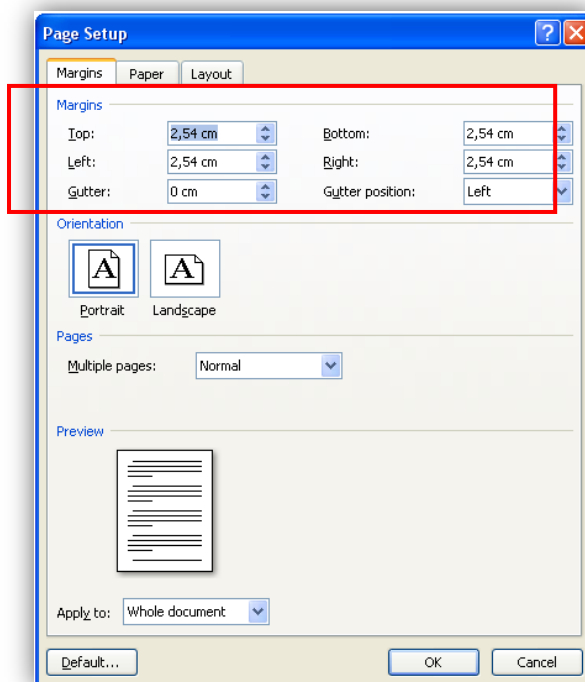 Page Setup
Margins Paper Layout
Margins
Top: 2,54 cm Bottom: 2,54 cm
Left: 2,54 cm Right: 2,54 cm
Gutter: 0 cm Gutter position: Left
Orientation
A A
Portrait Landscape
Pages
Multiple pages: Normal
Preview
Apply to: Whole document
Default... OK Cancel